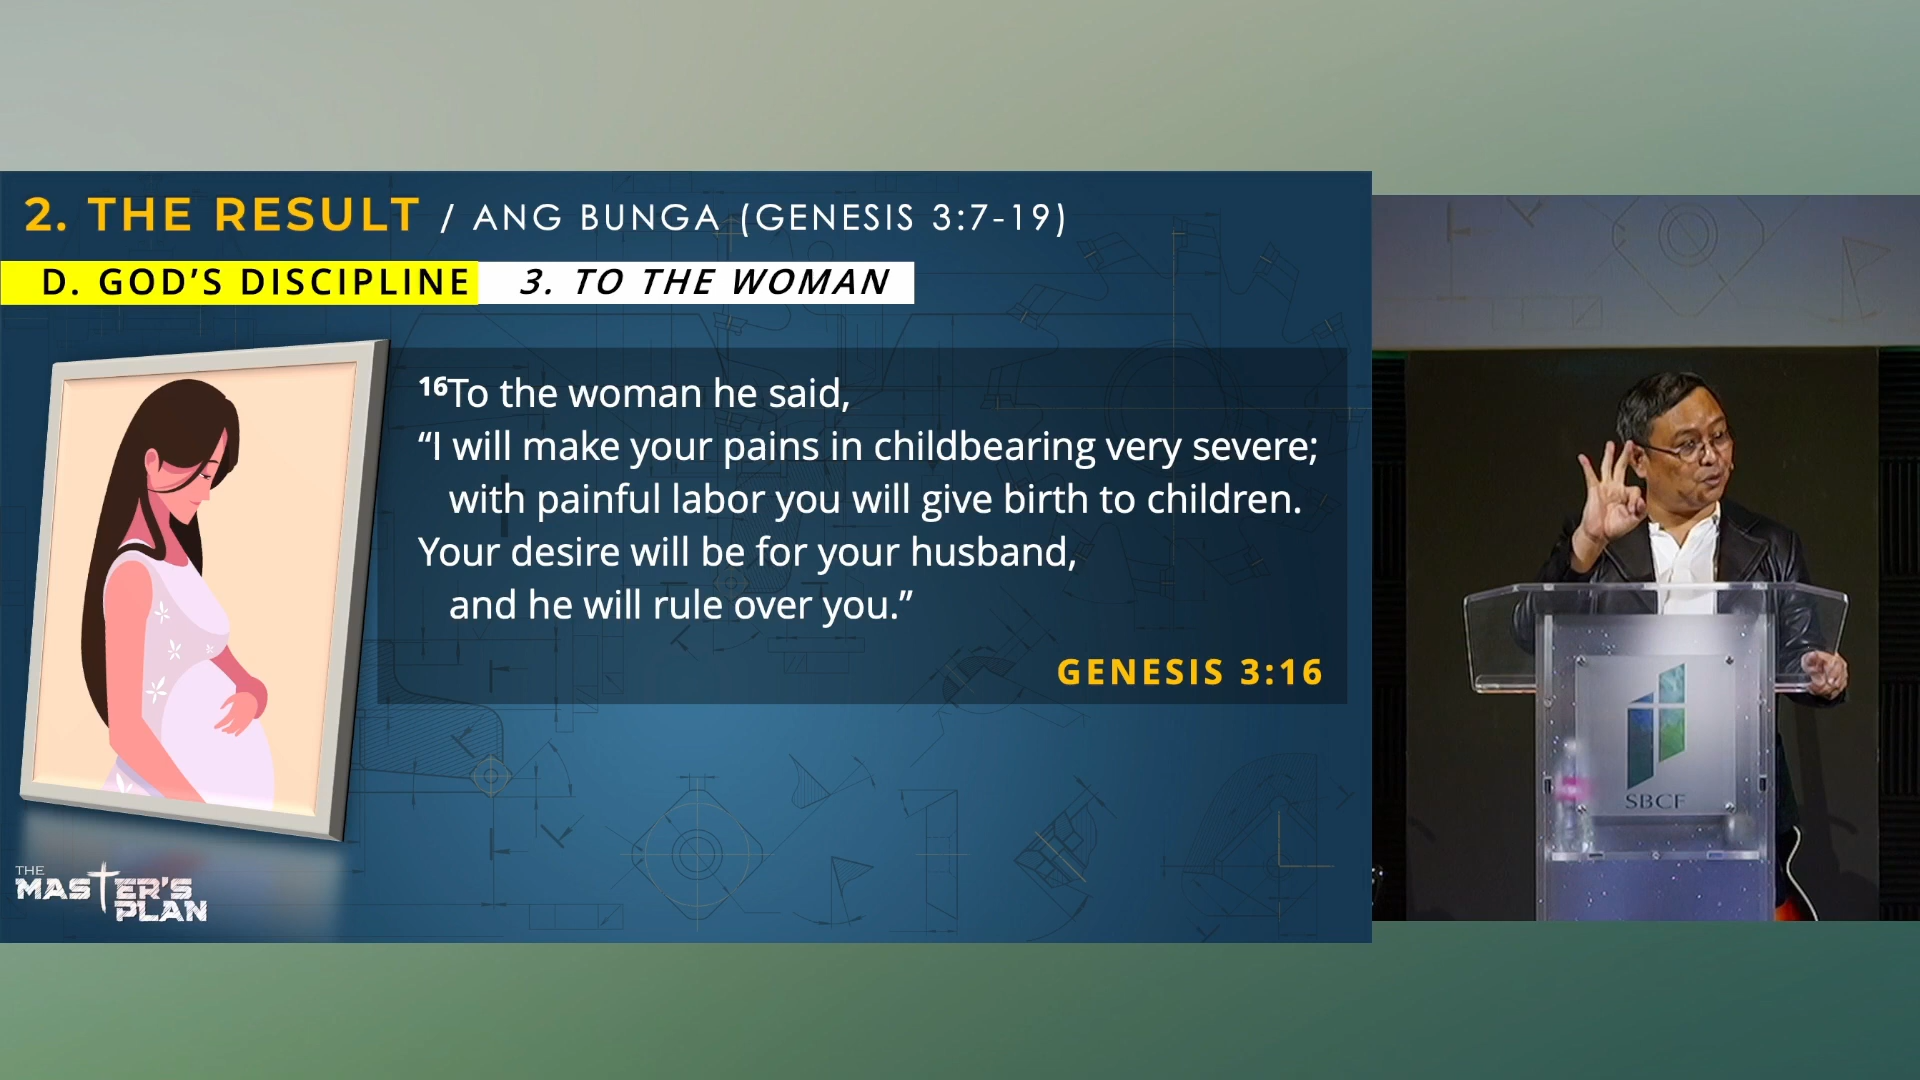 2. THE RESULT / ANG BUNGA (GENESIS 3:7-19)
D. GOD’S DISCIPLINE 3. TO THE WOMAN
16To the woman he said,
“I will make your pains in childbearing very severe;
with painful labor you will give birth to children.
Your desire will be for your husband,
and he will rule over you.”
GENESIS 3:16
THE
MASTER'S
PLAN
SBCF